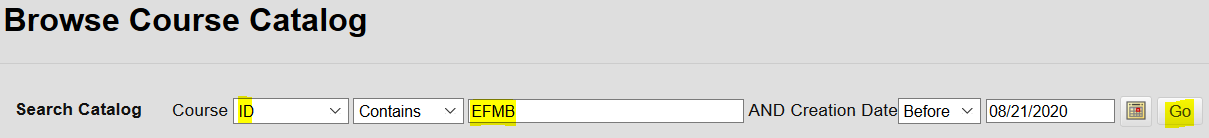 Browse Course Catalog
Search Catalog Course ID Contains EFMB AND Creation Date Before 08/21/2020 Go